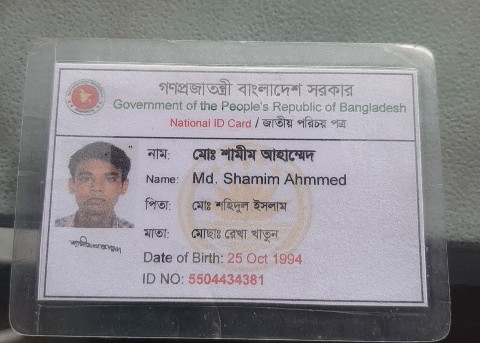 গণপ্রজাতন্ত্রী বাংলাদেশ সরকার
Government of the People's Republic of Bangladesh
National ID Card / জাতীয় পরিচয় পত্র
নাম: মোঃ শামীম আহাম্মেদ
Name: Md. Shamim Ahmmed
পিতা: মোঃ শহিদুল ইসলাম
মাতা: মোছাঃ রেখা খাতুন
Date of Birth: 25 Oct 1994
ID NO: 5504434381